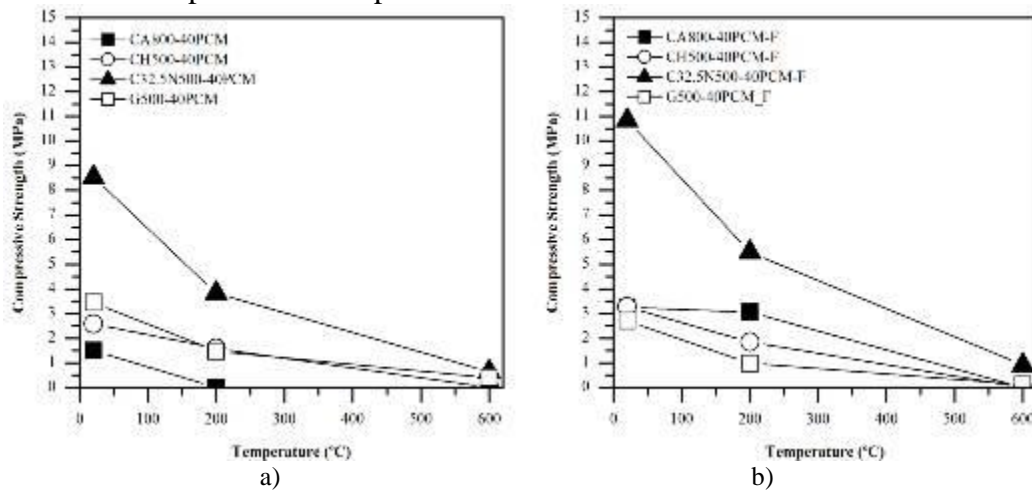 CA800-40PCM
CH500-40PCM
C32.5N500-40PCM
G500-40PCM
15
14
13
12
11
10
9
8
7
6
5
4
3
2
1
0
Compressive Strength (MPa)
0 100 200 300 400 500 600
Temperature (ºC)
a)
CA800-40PCM-F
CH500-40PCM-F
C32.5N500-40PCM-F
G500-40PCM_F
15
14
13
12
11
10
9
8
7
6
5
4
3
2
1
0
Compressive Strength (MPa)
0 100 200 300 400 500 600
Temperature (ºC)
b)